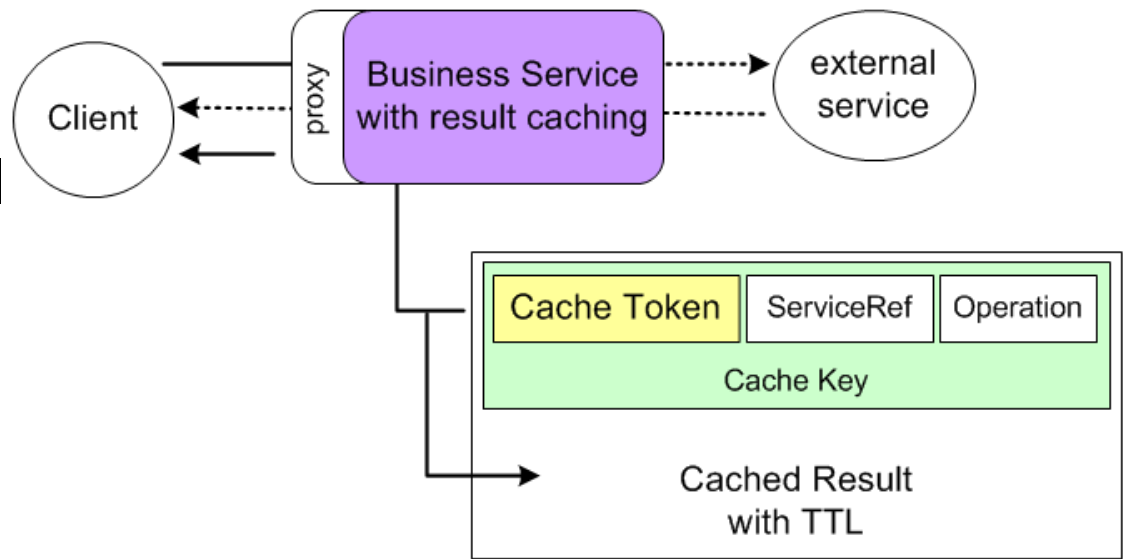 Client
proxy
Business Service
with result caching
external
service
Cache Token
ServiceRef
Operation
Cache Key
Cached Result
with TTL